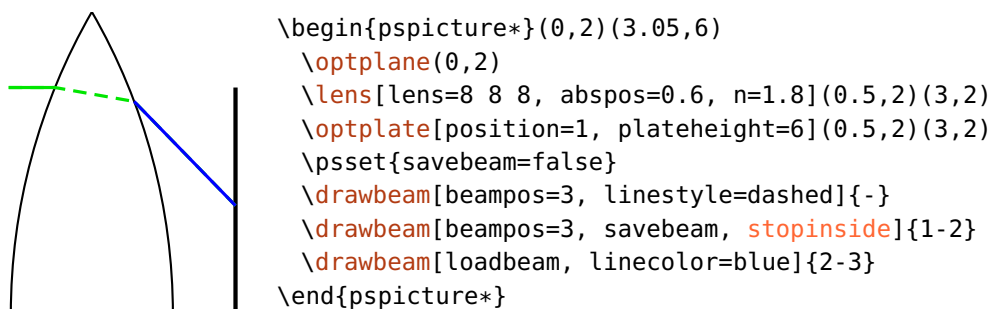 \begin{pspicture*}(0,2)(3.05,6)
\optplane(0,2)
\lens[lens=8 8 8, abspos=0.6, n=1.8](0.5,2)(3,2)
\optplate[position=1, plateheight=6](0.5,2)(3,2)
\psset{savebeam=false}
\drawbeam[beampos=3, linestyle=dashed]{-}
\drawbeam[beampos=3, savebeam, stopinside]{1-2}
\drawbeam[loadbeam, linecolor=blue]{2-3}
\end{pspicture*}